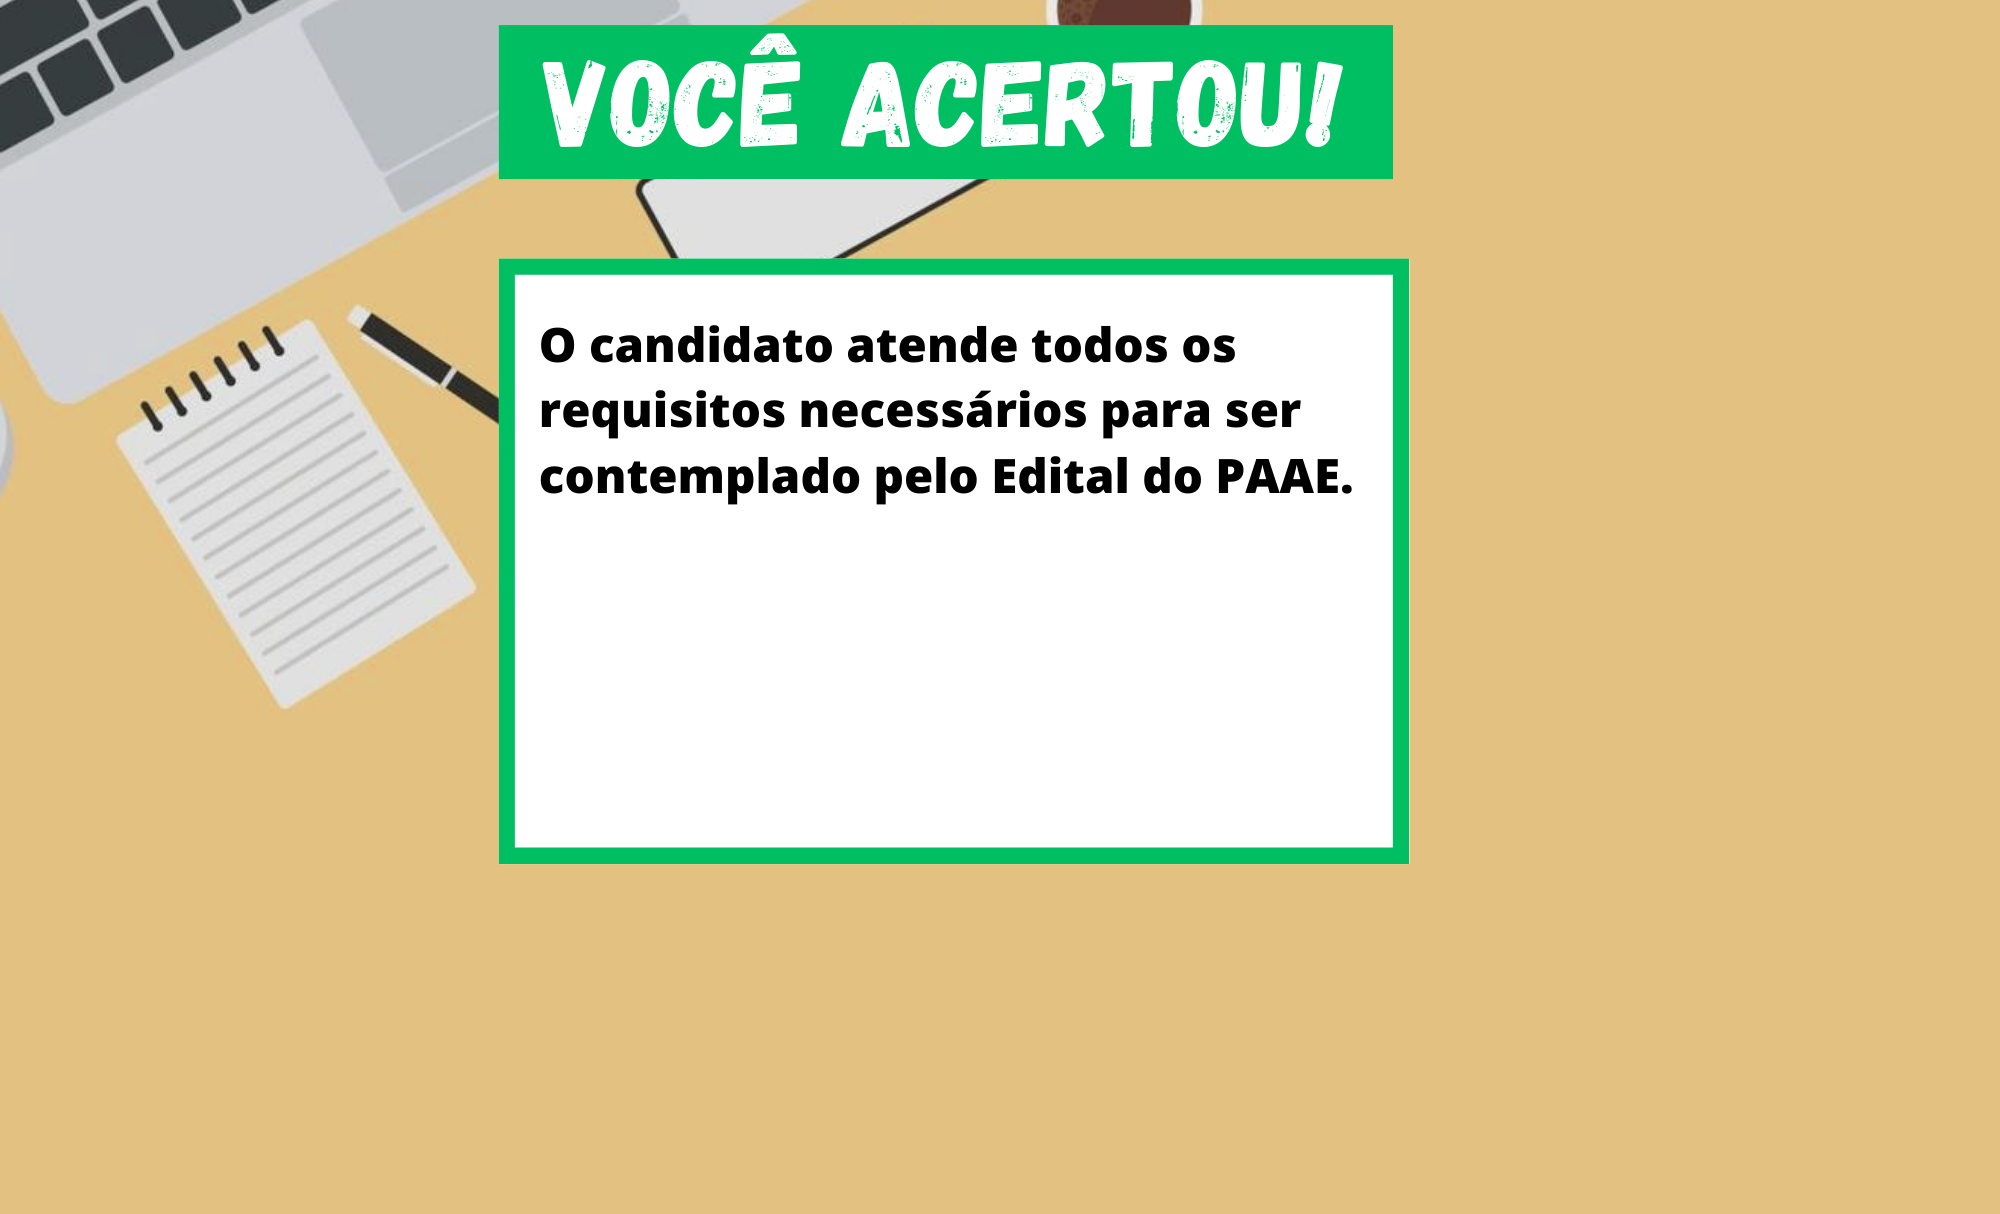 VOCÊ ACERTOU!
O candidato atende todos os
requisitos necessários para ser
contemplado pelo Edital do PAAE.